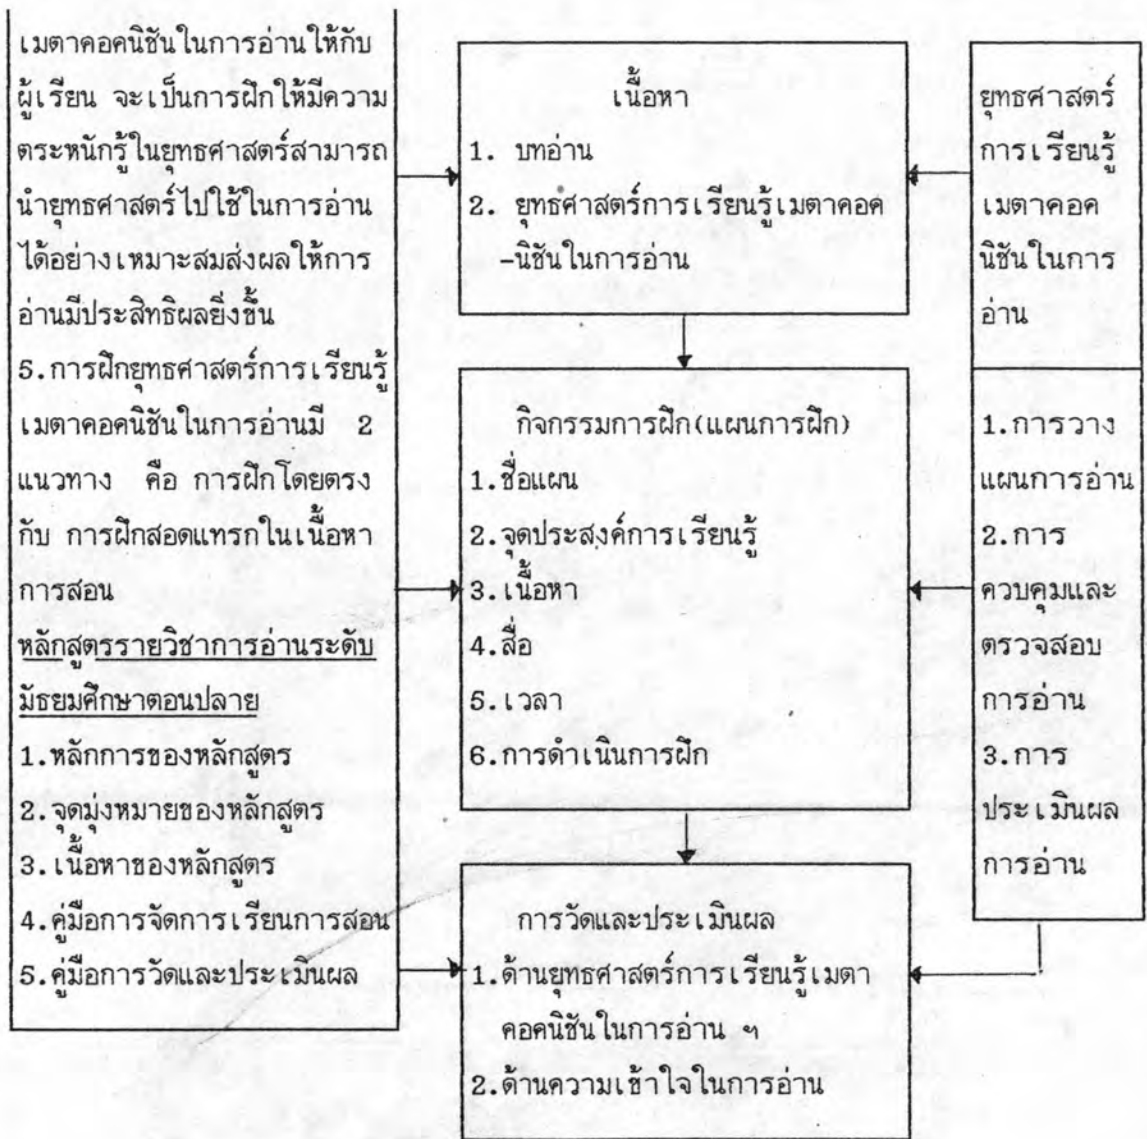 เมตาคอคนิชันในการอ่านให้กับ
ผู้เรียน จะเป็นการฝึกให้มีความ
ตระหนักรู้ในยุทธศาสตร์สามารถ
นำยุทธศาสตร์ไปใช้ในการอ่าน
ได้อย่างเหมาะสมส่งผลให้การ
อ่านมีประสิทธิผลยิ่งขึ้น
5.การฝึกยุทธศาสตร์การเรียนรู้
เมตาคอคนิชันในการอ่านมี 2
แนวทาง คือ การฝึกโดยตรง
กับ การฝึกสอดแทรกในเนื้อหา
การสอน
หลักสูตรรายวิชาการอ่านระดับ
มัธยมศึกษาตอนปลาย
1.หลักการของหลักสูตร
2.จุดมุ่งหมายของหลักสูตร
3.เนื้อหาของหลักสูตร
4.คู่มือการจัดการเรียนการสอน
5.คู่มือการวัดและประเมินผล
เนื้อหา
1. บทอ่าน
2. ยุทธศาสตร์การเรียนรู้เมตาคอค
-นิชันในการอ่าน
กิจกรรมการฝึก(แผนการฝึก)
1.ชื่อแผน
2.จุดประสงค์การเรียนรู้
3.เนื้อหา
4.สื่อ
5.เวลา
6.การดำเนินการฝึก
การวัดและประเมินผล
1.ด้านยุทธศาสตร์การเรียนรู้เมตา
คอคนิชันในการอ่าน ฯ
2.ด้านความเข้าใจในการอ่าน
ยุทธศาสตร์
การเรียนรู้
เมตาคอค
นิชันในการ
อ่าน
1.การวาง
แผนการอ่าน
2.การ
ควบคุมและ
ตรวจสอบ
การอ่าน
3.การ
ประเมินผล
การอ่าน